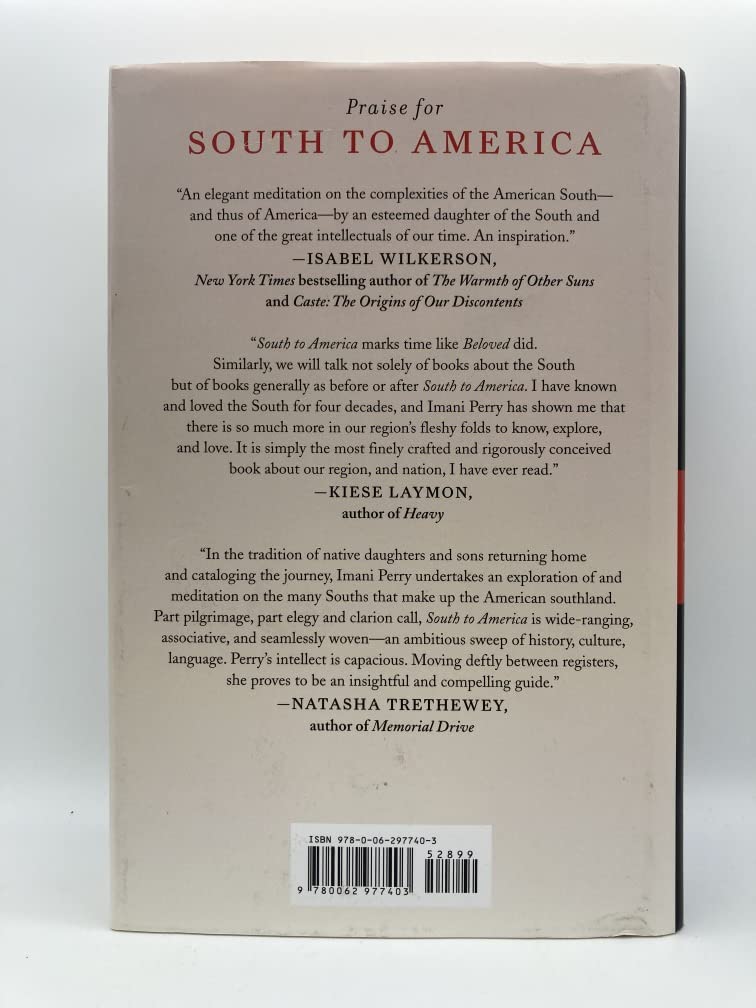 Praise for
SOUTH TO AMERICA
“An elegant meditation on the complexities of the American South—
and thus of America—by an esteemed daughter of the South and
one of the great intellectuals of our time. An inspiration.”
—ISABEL WILKERSON,
New York Times bestselling author of The Warmth of Other Suns
and Caste: The Origins of Our Discontents
“South to America marks time like Beloved did.
Similarly, we will talk not solely of books about the South
but of books generally as before or after South to America. I have known
and loved the South for four decades, and Imani Perry has shown me that
there is so much more in our region’s fleshy folds to know, explore,
and love. It is simply the most finely crafted and rigorously conceived
book about our region, and nation, I have ever read.”
—KIESE LAYMON,
author of Heavy
“In the tradition of native daughters and sons returning home
and cataloging the journey, Imani Perry undertakes an exploration of and
meditation on the many Souths that make up the American southland.
Part pilgrimage, part elegy and clarion call, South to America is wide-ranging,
associative, and seamlessly woven—an ambitious sweep of history, culture,
language. Perry’s intellect is capacious. Moving deftly between registers,
she proves to be an insightful and compelling guide.”
—NATASHA TRETHEWEY,
author of Memorial Drive
ISBN 978-0-06-297740-3
52899
9 780062 977403